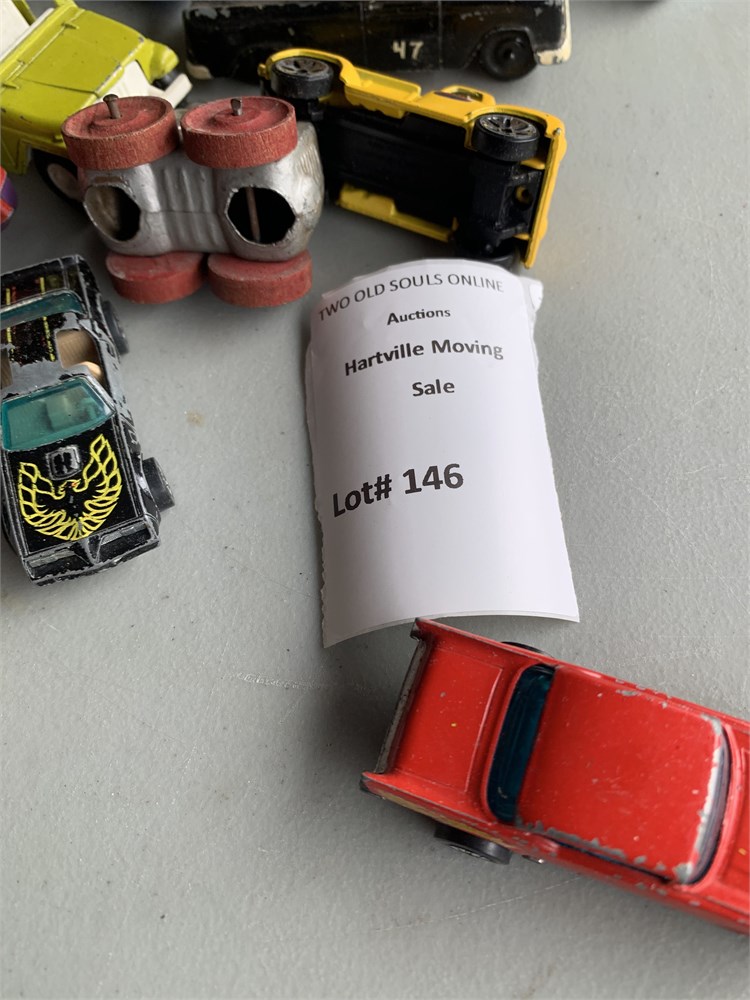 47
TWO OLD SOULS ONLINE
Auctions
Hartville Moving
Sale
Lot# 146